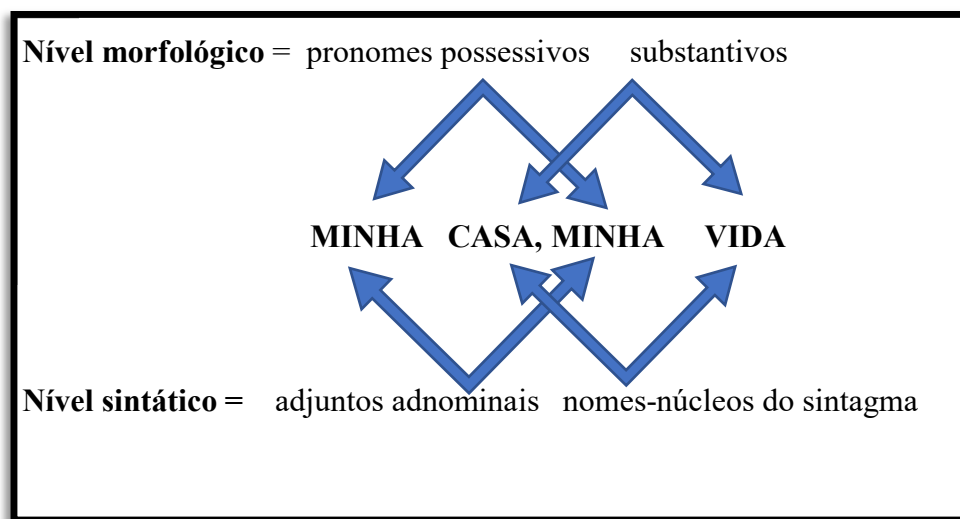 Nível morfológico = pronomes possessivos substantivos
MINHA CASA, MINHA VIDA
Nível sintático = adjuntos adnominais nomes-núcleos do sintagma